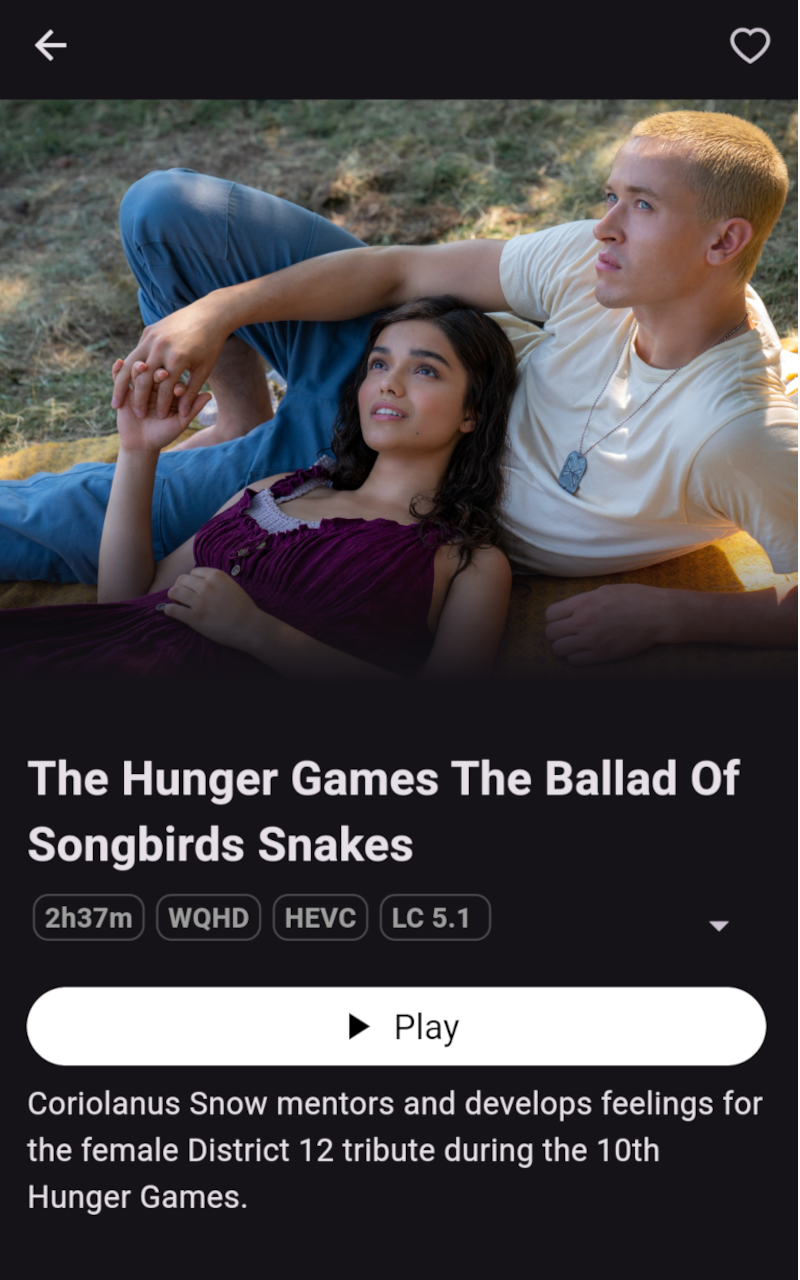 The Hunger Games The Ballad Of
Songbirds Snakes
2h37m WQHD HEVC LC 5.1
Play
Coriolanus Snow mentors and develops feelings for
the female District 12 tribute during the 10th
Hunger Games.